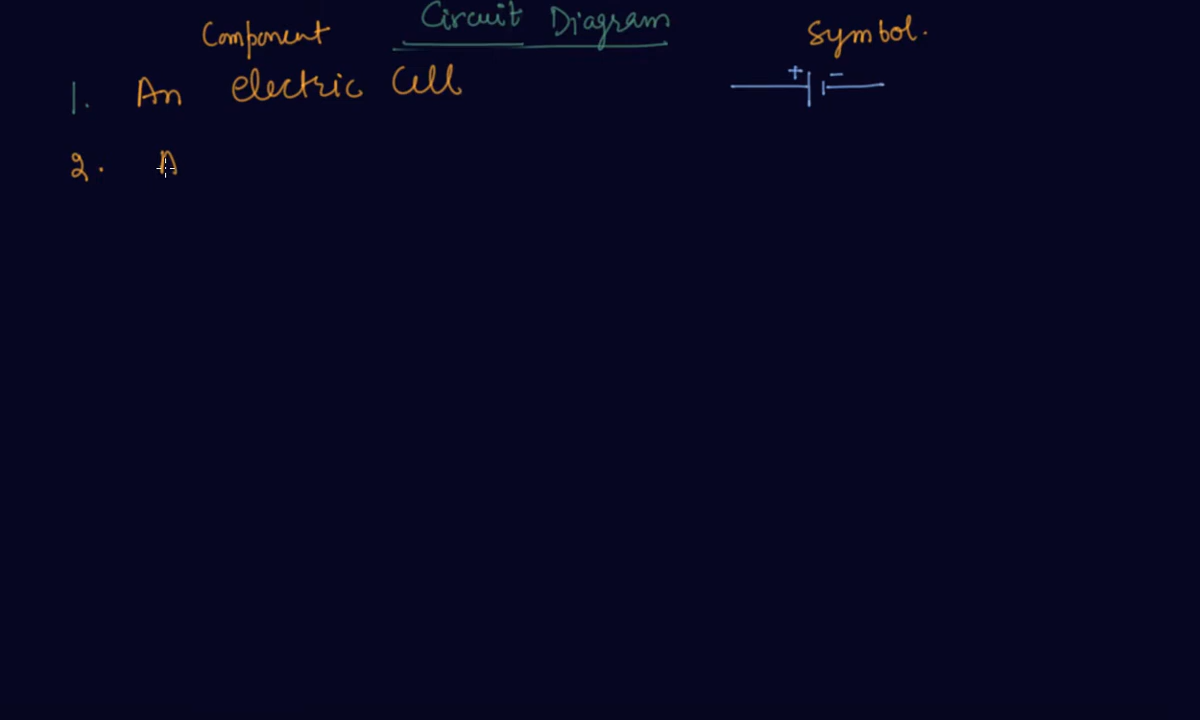 Circuit Diagram
Component Symbol.
1. An electric Cell + -
2. A